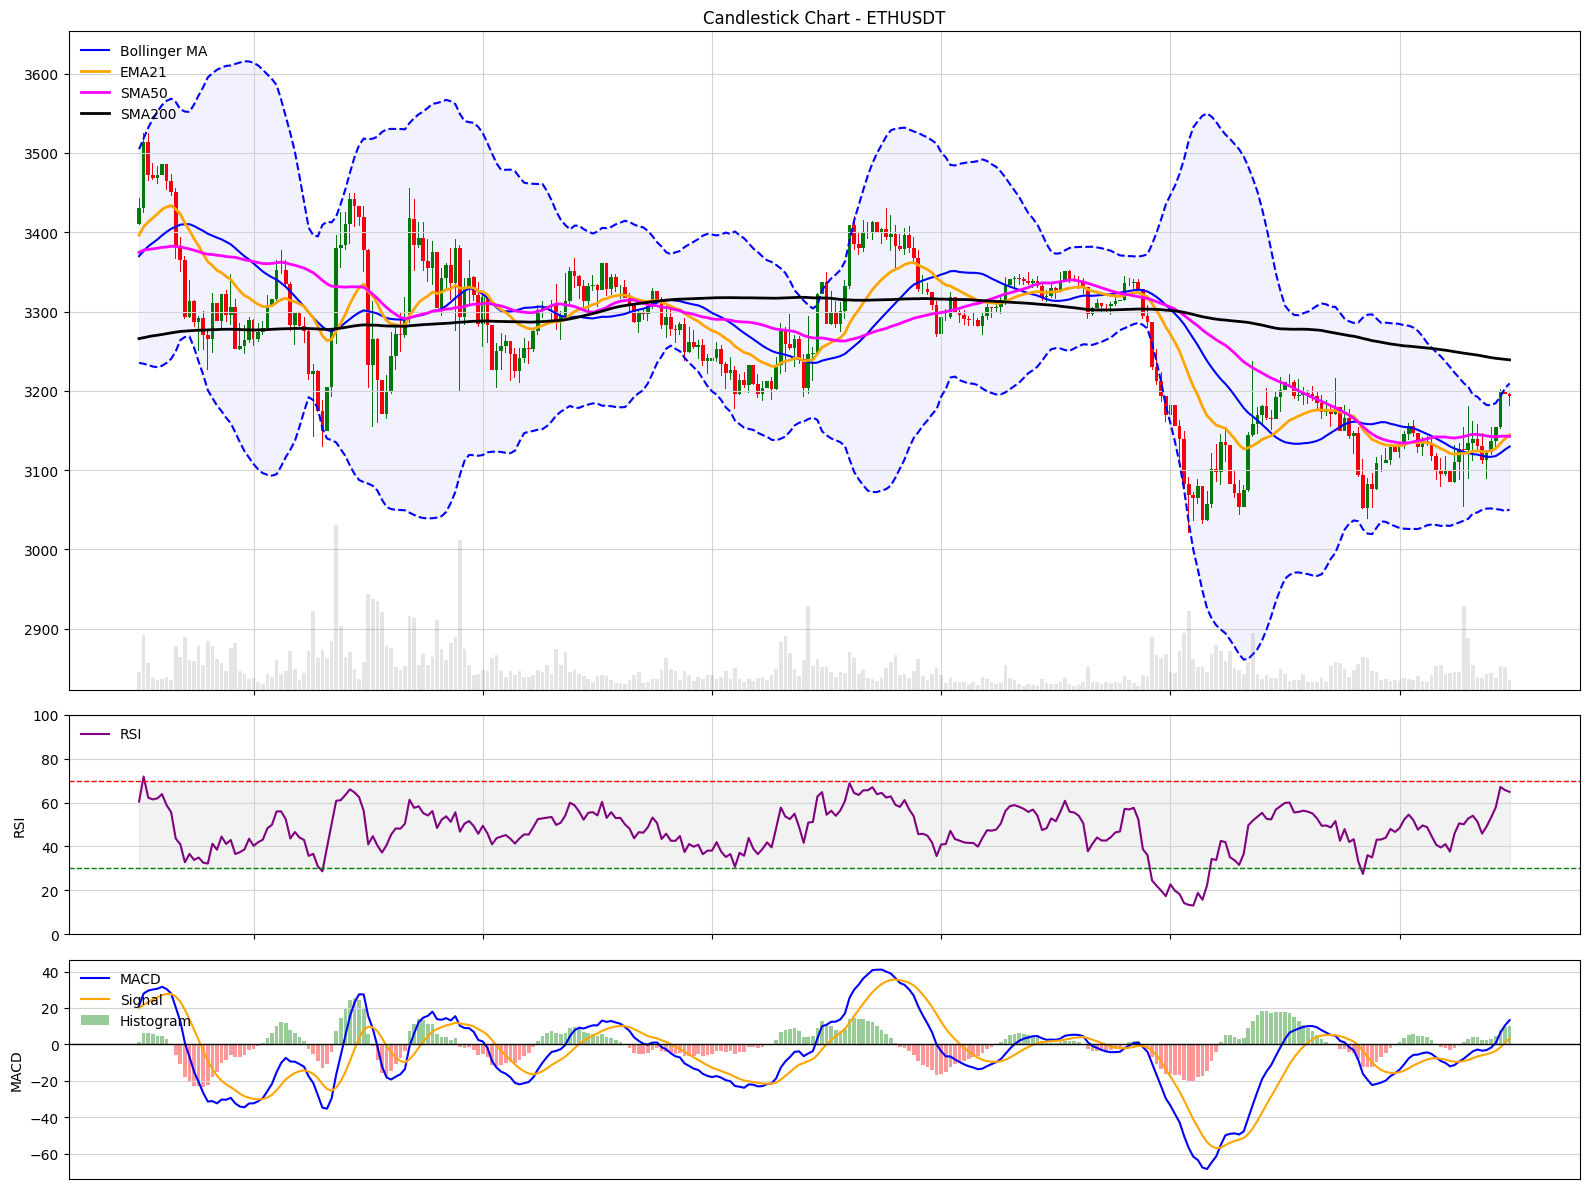 Candlestick Chart - ETHUSDT
Bollinger MA
EMA21
SMA50
SMA200
3600
3500
3400
3300
3200
3100
3000
2900
RSI
RSI
100
80
60
40
20
0
MACD
Signal
Histogram
MACD
40
20
0
−20
−40
−60